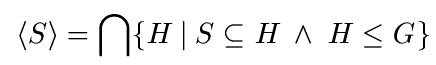 ⟨S⟩ = ⋂{H | S ⊆ H ∧ H ≤ G}